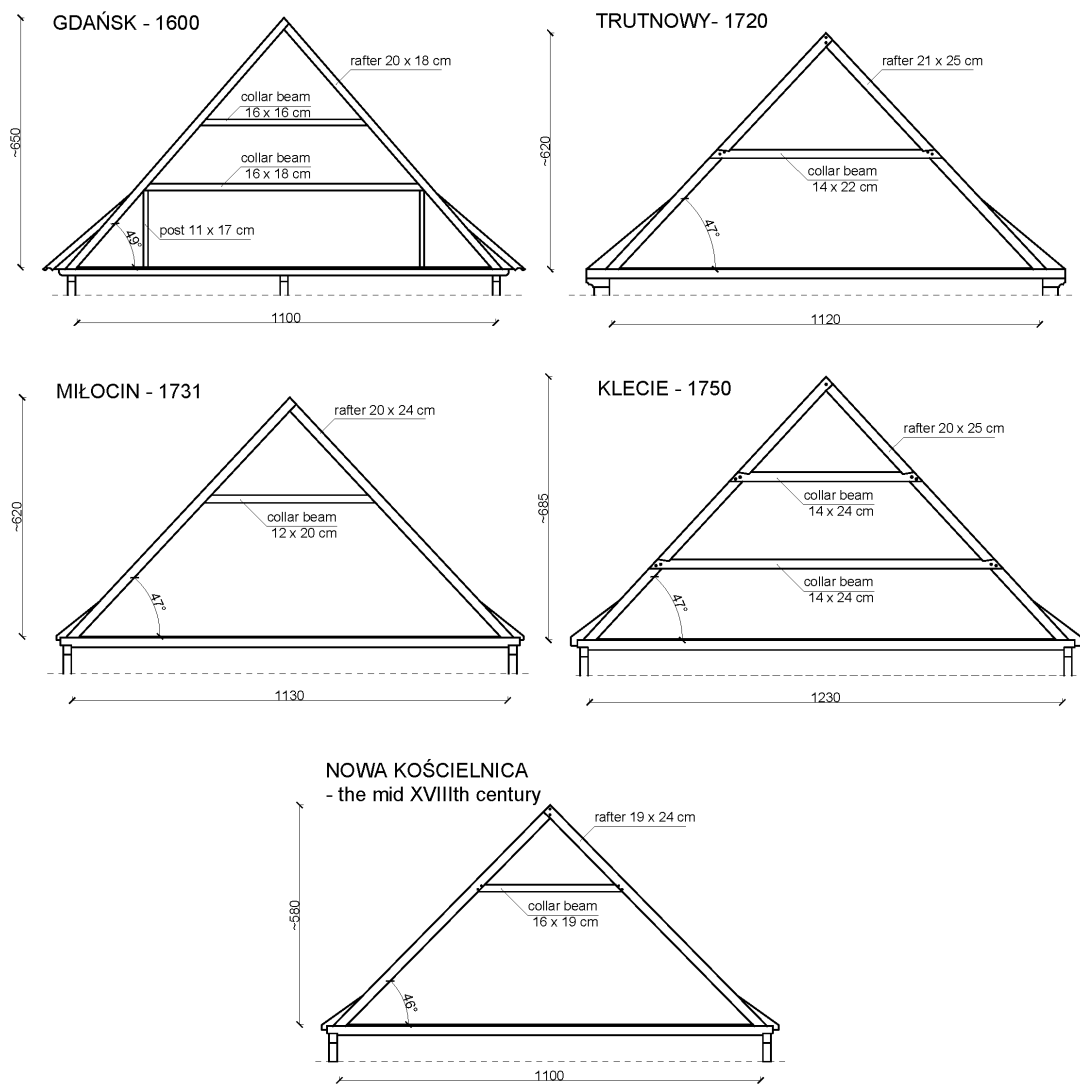 GDAŃSK - 1600
rafter 20 x 18 cm
collar beam
16 x 16 cm
collar beam
16 x 18 cm
post 11 x 17 cm
49°
~650
1100
TRUTNOWY- 1720
rafter 21 x 25 cm
collar beam
14 x 22 cm
47°
~620
1120
MIŁOCIN - 1731
rafter 20 x 24 cm
collar beam
12 x 20 cm
47°
~620
1130
KLECIE - 1750
rafter 20 x 25 cm
collar beam
14 x 24 cm
collar beam
14 x 24 cm
47°
~685
1230
NOWA KOŚCIELNICA
- the mid XVIIIth century
rafter 19 x 24 cm
collar beam
16 x 19 cm
46°
~580
1100